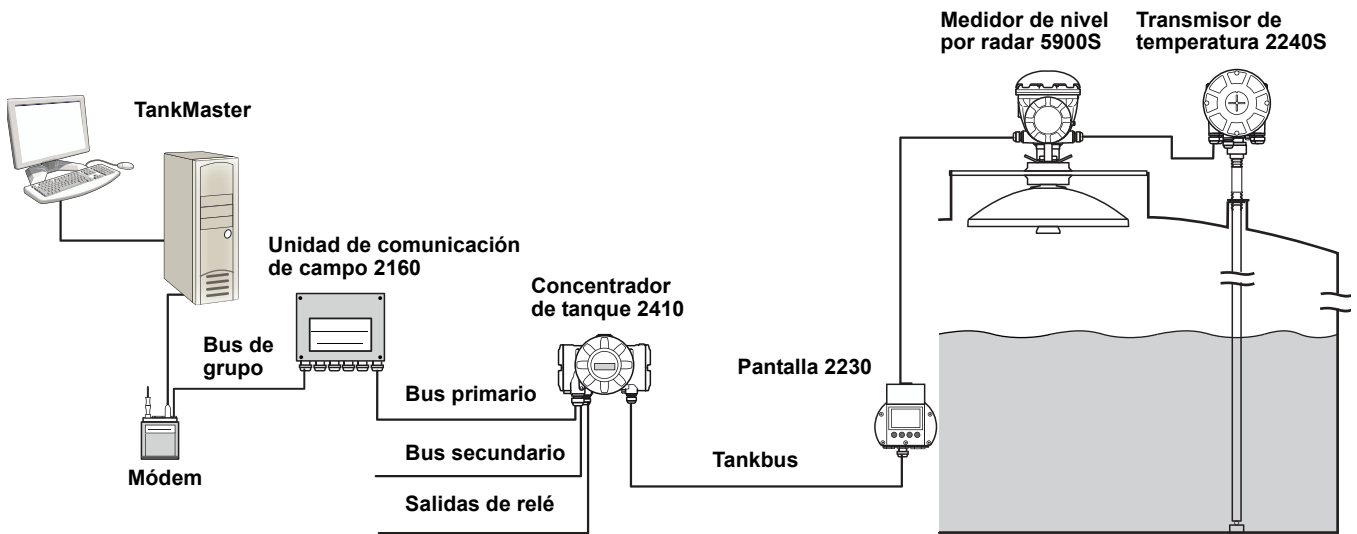 Medidor de nivel
por radar 5900S
Transmisor de
temperatura 2240S
TankMaster
Unidad de comunicación
de campo 2160
Concentrador
de tanque 2410
Bus de
grupo
Pantalla 2230
Bus primario
Bus secundario
Tankbus
Módem
Salidas de relé